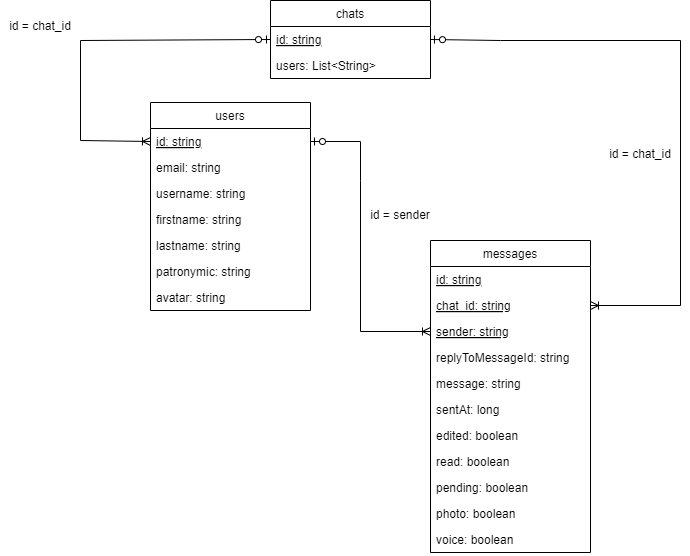 chats
id = chat_id
id: string
users: List<String>
users
id: string
email: string
username: string
firstname: string
lastname: string
patronymic: string
avatar: string
id = chat_id
id = sender
messages
id: string
chat_id: string
sender: string
replyToMessageId: string
message: string
sentAt: long
edited: boolean
read: boolean
pending: boolean
photo: boolean
voice: boolean